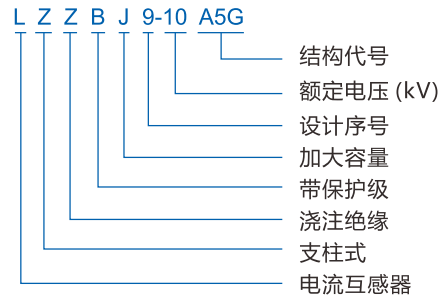 L Z Z B J 9-10 A5G
结构代号
额定电压 (kV)
设计序号
加大容量
带保护级
浇注绝缘
支柱式
电流互感器